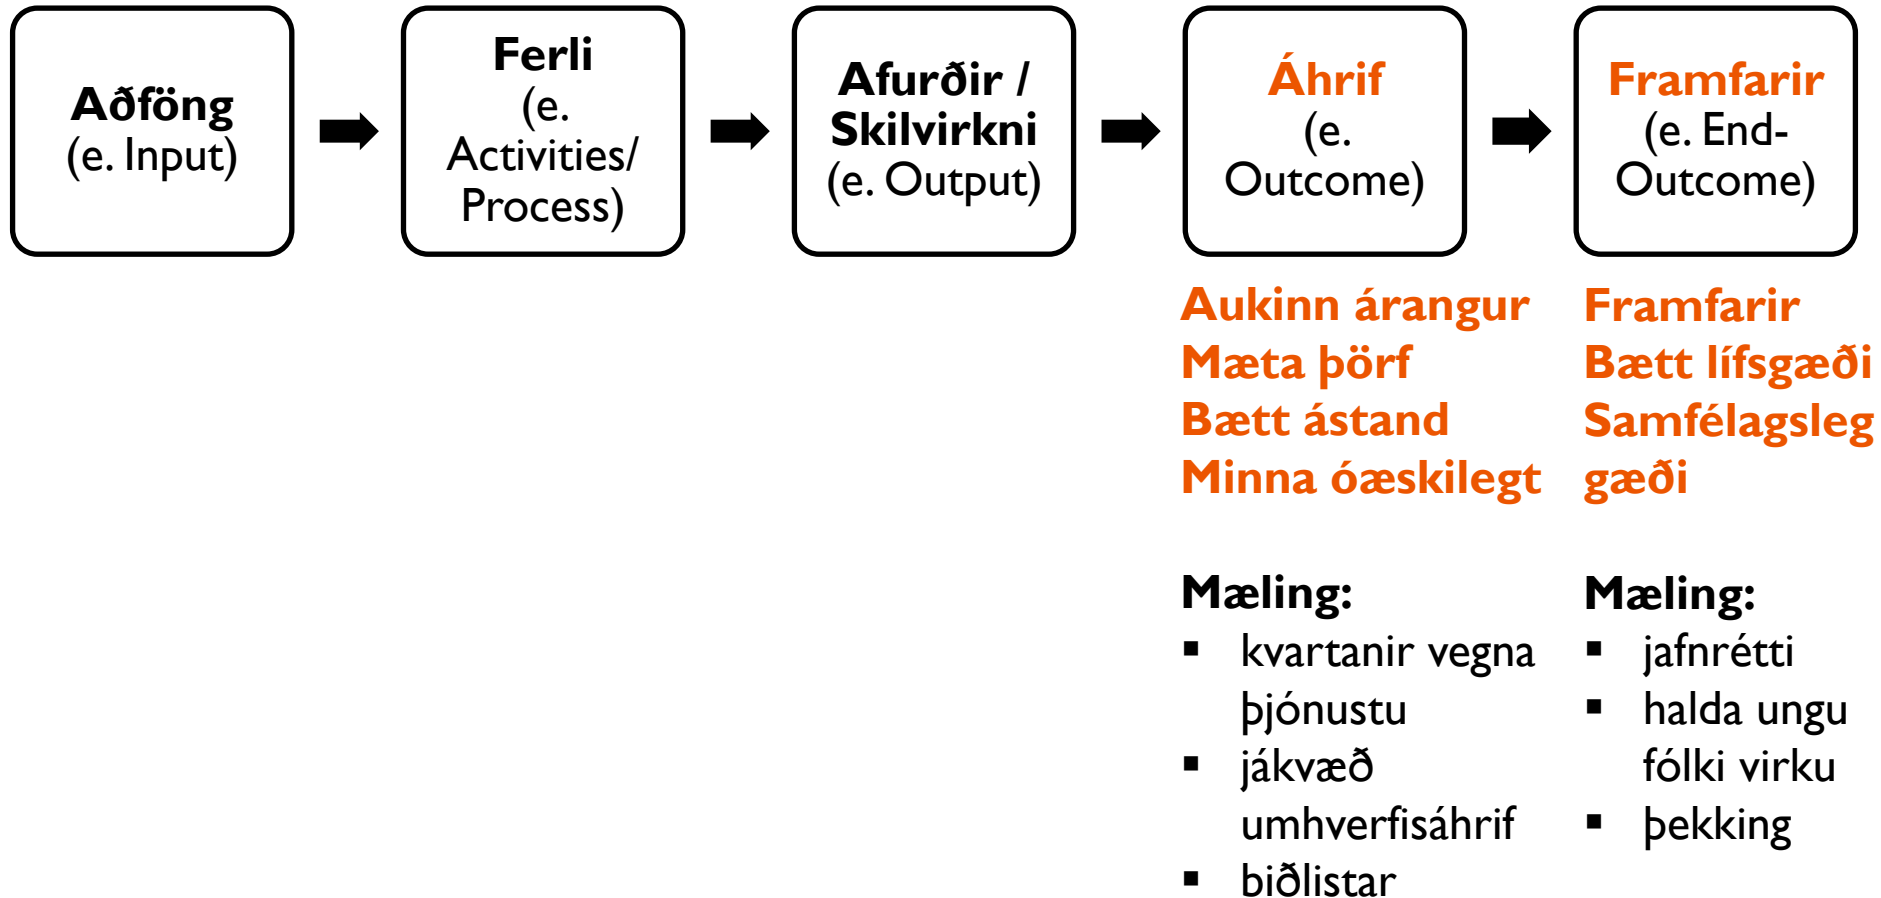 Aðföng
(e. Input)
Ferli
(e.
Activities/
Process)
Afurðir /
Skilvirkni
(e. Output)
Áhrif
(e.
Outcome)
Framfarir
(e. End-
Outcome)
Aukinn árangur
Mæta þörf
Bætt ástand
Minna óæskilegt
Mæling:
▪ kvartanir vegna
þjónustu
▪ jákvæð
umhverfisáhrif
▪ biðlistar
Framfarir
Bætt lífsgæði
Samfélagsleg
gæði
Mæling:
▪ jafnrétti
▪ halda ungu
fólki virku
▪ þekking